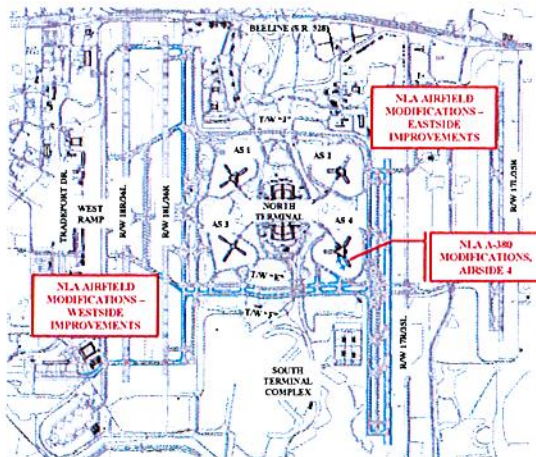 BEELINE (S.R. 528)
NLA AIRFIELD
MODIFICATIONS –
EASTSIDE
IMPROVEMENTS
T/W "J"
AS 1
NORTH
TERMINAL
AS 3
AS 4
TRADEPORT DR.
WEST
RAMP
R/W 18R/36L
R/W 18L/36R
R/W 17L/35R
NLA A-380
MODIFICATIONS,
AIRSIDE 4
NLA AIRFIELD
MODIFICATIONS –
WESTSIDE
IMPROVEMENTS
R/W 17R/35L
SOUTH
TERMINAL
COMPLEX